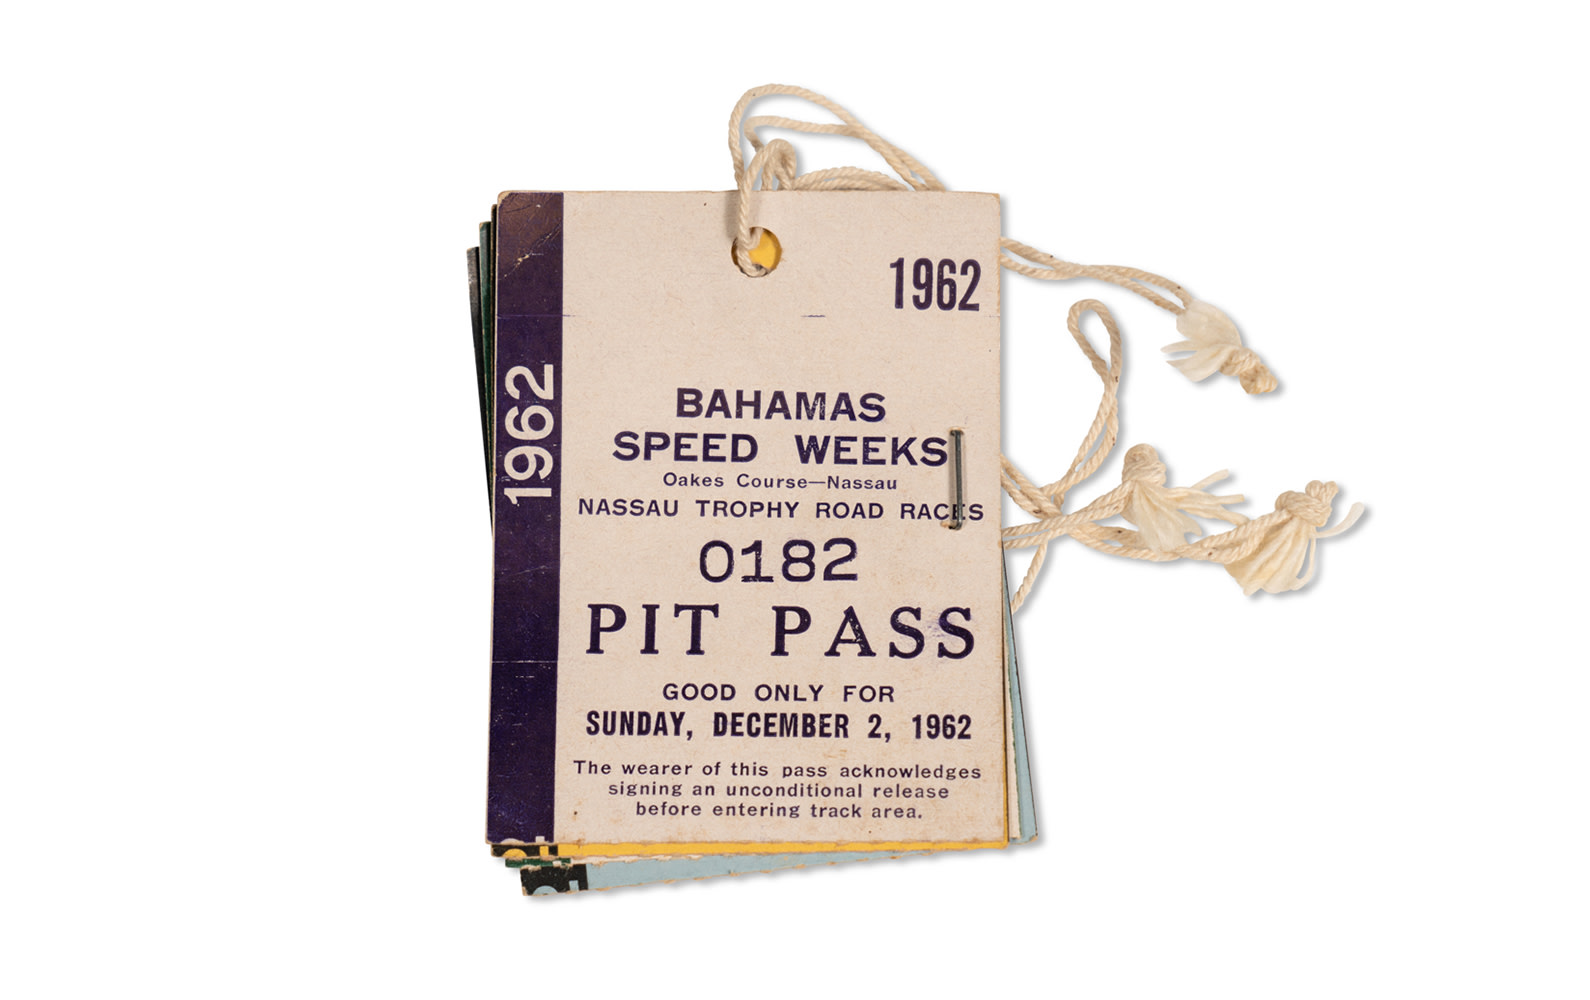 1962
1962
BAHAMAS
SPEED WEEKS
Oakes Course—Nassau
NASSAU TROPHY ROAD RACES
0182
PIT PASS
GOOD ONLY FOR
SUNDAY, DECEMBER 2, 1962
The wearer of this pass acknowledges
signing an unconditional release
before entering track area.